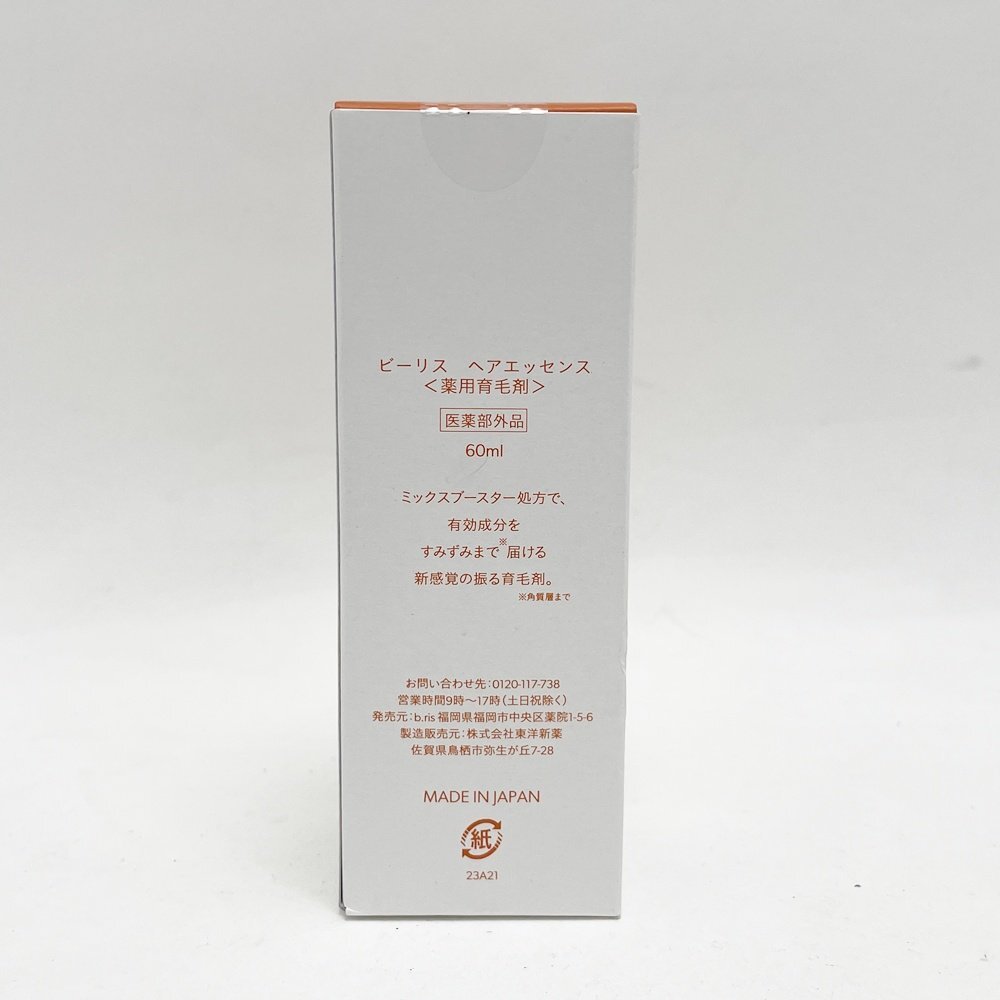 ビーリス　ヘアエッセンス
＜薬用育毛剤＞
医薬部外品
60ml
ミックスブースター処方で、
有効成分を
すみずみまで※届ける
新感覚の振る育毛剤。
※角質層まで
お問い合わせ先:0120-117-738
営業時間9時～17時(土日祝除く)
発売元:b.ris 福岡県福岡市中央区薬院1-5-6
製造販売元:株式会社東洋新薬
佐賀県鳥栖市弥生が丘7-28
MADE IN JAPAN
紙
23A21